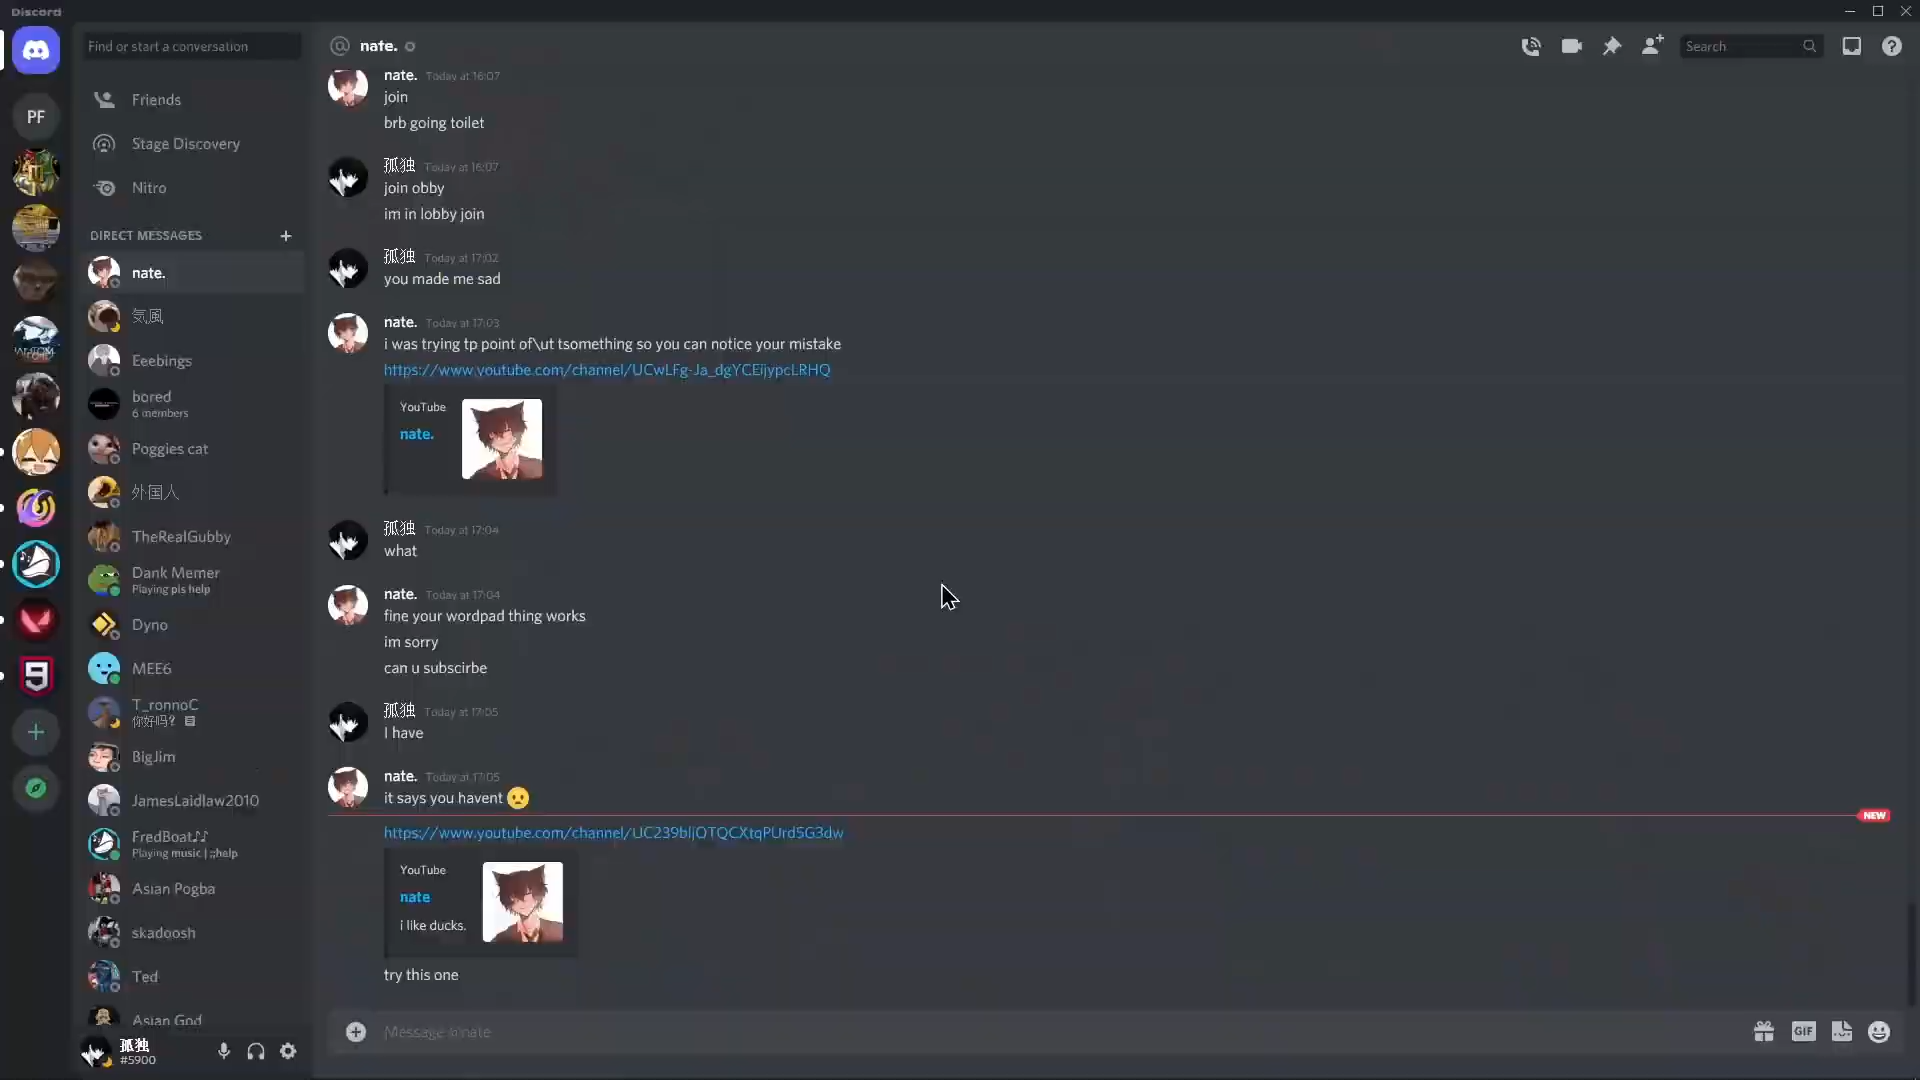 Discord
Find or start a conversation
nate.
Search
PF
Friends
Stage Discovery
Nitro
DIRECT MESSAGES
nate.
気風
Eeebings
bored
6 members
Poggies cat
外国人
TheRealGubby
Dank Memer
Playing pls help
Dyno
MEE6
T_ronnoC
你好吗?
BigJim
JamesLaidlaw2010
FredBoat♪♪
Playing music | ;;help
Asian Pogba
skadoosh
Ted
Asian God
孤独
#5900
nate. Today at 16:07
join
brb going toilet
孤独 Today at 16:07
join obby
im in lobby join
孤独 Today at 17:02
you made me sad
nate. Today at 17:03
i was trying tp point of\ut tsomething so you can notice your mistake
https://www.youtube.com/channel/UCwLFg-Ja_dgYCEijypcLRHQ
YouTube
nate.
孤独 Today at 17:04
what
nate. Today at 17:04
fine your wordpad thing works
im sorry
can u subscirbe
孤独 Today at 17:05
I have
nate. Today at 17:05
it says you havent
NEW
https://www.youtube.com/channel/UC239bljOTQCXtqPUrd5G3dw
YouTube
nate
i like ducks.
try this one
GIF